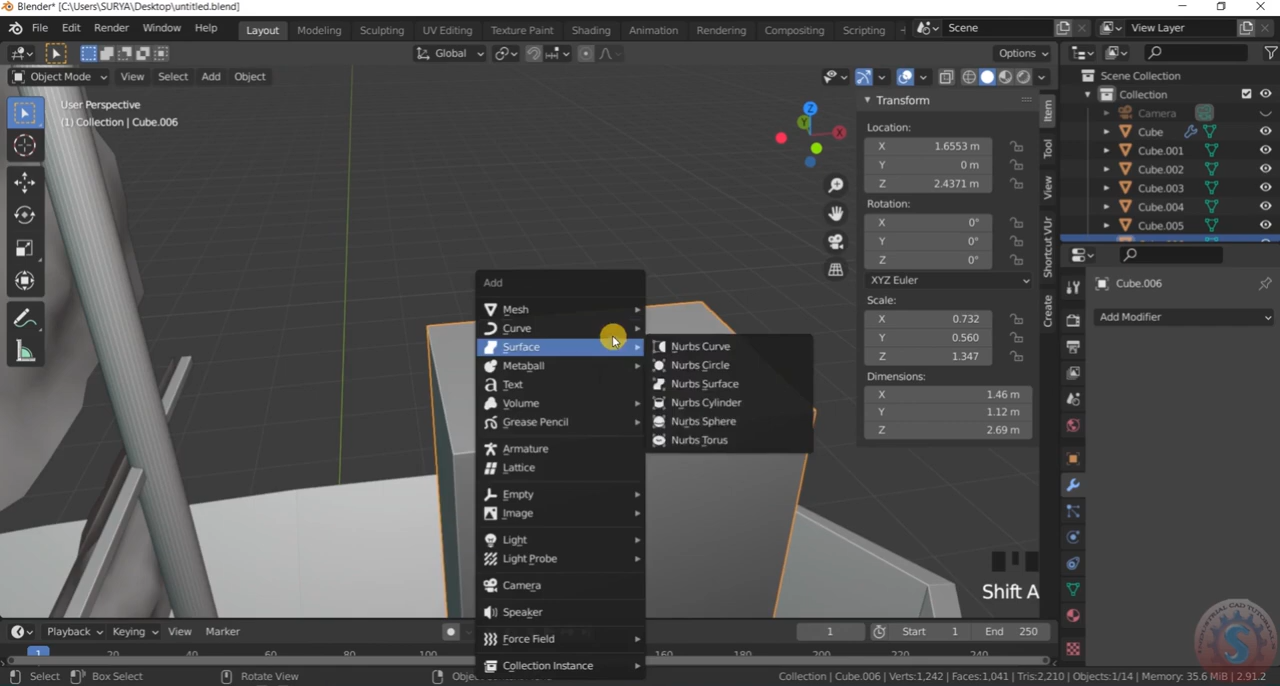 Blender* [C:\Users\SURYA\Desktop\untitled.blend]
File Edit Render Window Help Layout Modeling Sculpting UV Editing Texture Paint Shading Animation Rendering Compositing Scripting
Scene
View Layer
Global
Options
Object Mode View Select Add Object
User Perspective
(1) Collection | Cube.006
Z
Y
X
Transform
Location:
X 1.6553 m
Y 0 m
Z 2.4371 m
Rotation:
X 0°
Y 0°
Z 0°
XYZ Euler
Scale:
X 0.732
Y 0.560
Z 1.347
Dimensions:
X 1.46 m
Y 1.12 m
Z 2.69 m
Item
Tool
View
Shortcut VUr
Create
Scene Collection
Collection
Camera
Cube
Cube.001
Cube.002
Cube.003
Cube.004
Cube.005
Cube.006
Add Modifier
Add
Mesh
Curve
Surface
Metaball
Text
Volume
Grease Pencil
Armature
Lattice
Empty
Image
Light
Light Probe
Camera
Speaker
Force Field
Collection Instance
Nurbs Curve
Nurbs Circle
Nurbs Surface
Nurbs Cylinder
Nurbs Sphere
Nurbs Torus
Shift A
Playback Keying View Marker
1 Start 1 End 250
1 20 40 60 80 100 160 180 200 220 240
Select Box Select Rotate View Object
Collection | Cube.006 | Verts:1,242 | Faces:1,041 | Tris:2,210 | Objects:1/14 | Memory: 35.6 MiB | 2.91.2